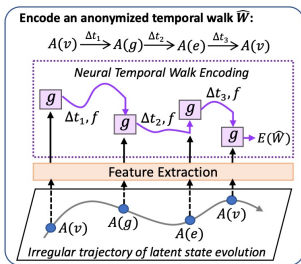 Encode an anonymized temporal walk Ŵ:
A(v) —Δt₁→ A(g) —Δt₂→ A(e) —Δt₃→ A(v)
Neural Temporal Walk Encoding
g Δt₁, f g Δt₂, f g Δt₃, f g E(Ŵ)
Feature Extraction
A(v) A(g) A(e) A(v)
Irregular trajectory of latent state evolution